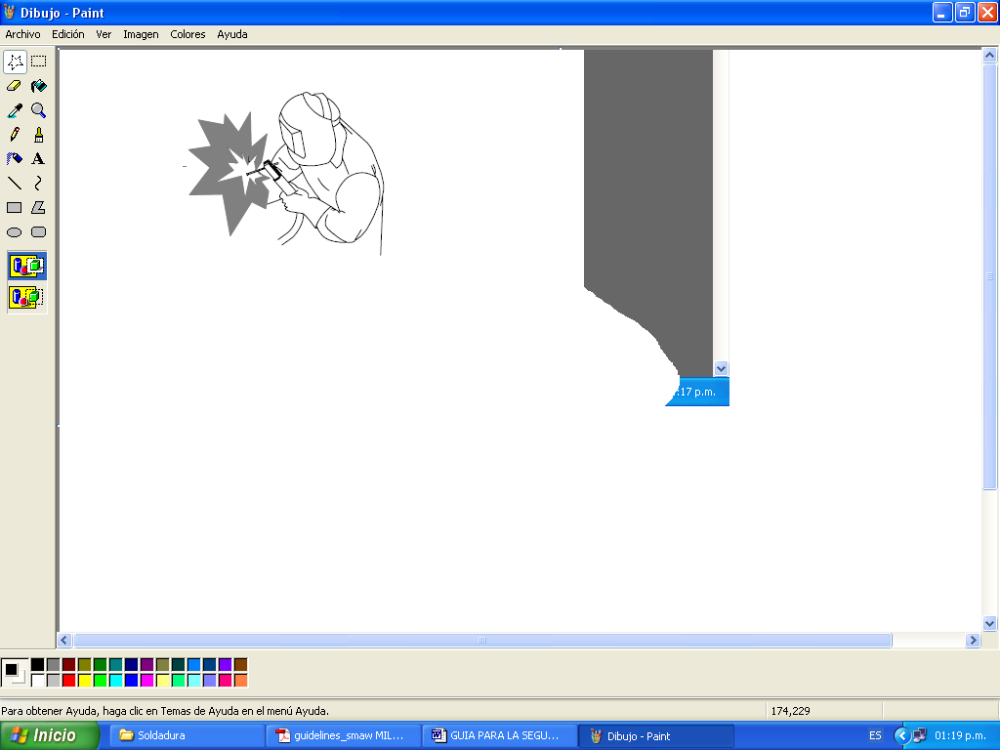 Dibujo - Paint
Archivo Edición Ver Imagen Colores Ayuda
A
:17 p.m.
Para obtener Ayuda, haga clic en Temas de Ayuda en el menú Ayuda.
174,229
Inicio
Soldadura
guidelines_smaw MIL...
GUIA PARA LA SEGU...
Dibujo - Paint
ES
01:19 p.m.